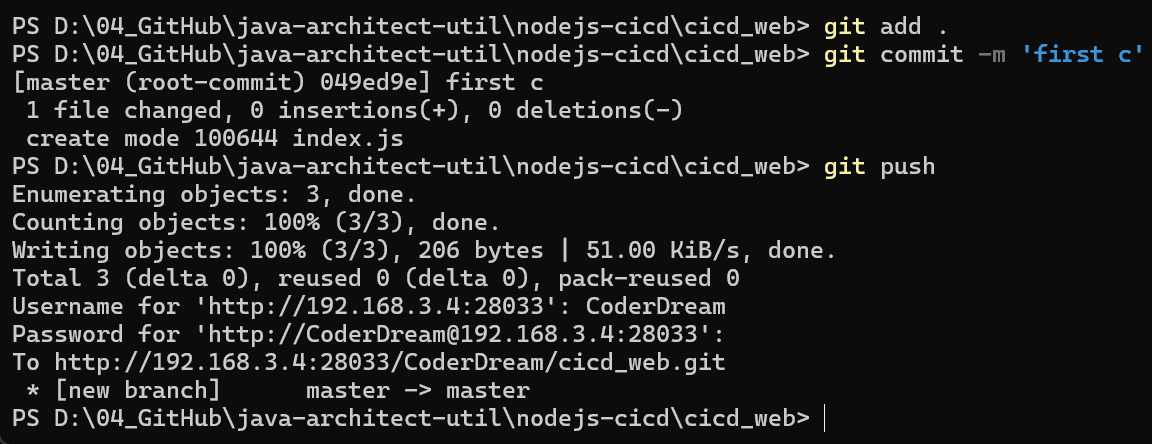 PS D:\04_GitHub\java-architect-util\nodejs-cicd\cicd_web> git add .
PS D:\04_GitHub\java-architect-util\nodejs-cicd\cicd_web> git commit -m 'first c'
[master (root-commit) 049ed9e] first c
 1 file changed, 0 insertions(+), 0 deletions(-)
 create mode 100644 index.js
PS D:\04_GitHub\java-architect-util\nodejs-cicd\cicd_web> git push
Enumerating objects: 3, done.
Counting objects: 100% (3/3), done.
Writing objects: 100% (3/3), 206 bytes | 51.00 KiB/s, done.
Total 3 (delta 0), reused 0 (delta 0), pack-reused 0
Username for 'http://192.168.3.4:28033': CoderDream
Password for 'http://CoderDream@192.168.3.4:28033':
To http://192.168.3.4:28033/CoderDream/cicd_web.git
 * [new branch]      master -> master
PS D:\04_GitHub\java-architect-util\nodejs-cicd\cicd_web>